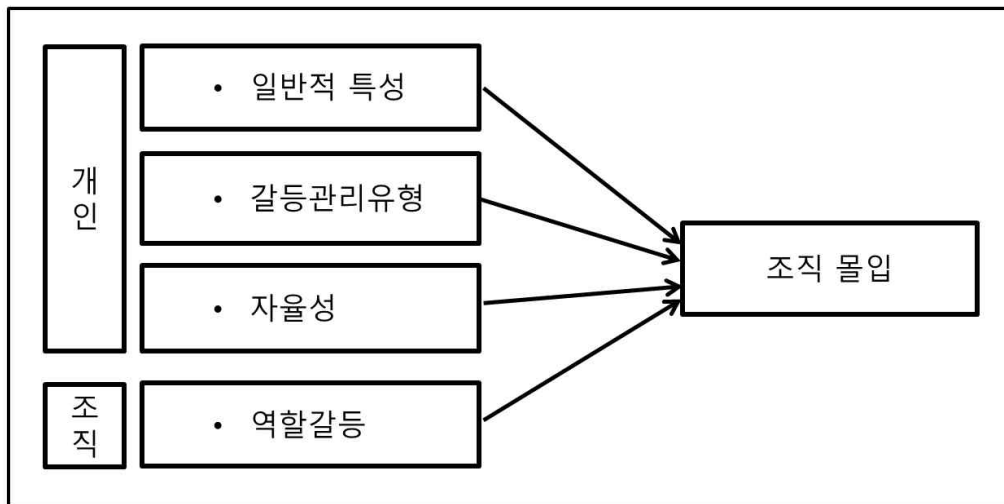 개인
• 일반적 특성
• 갈등관리유형
• 자율성
조직
• 역할갈등
조직 몰입